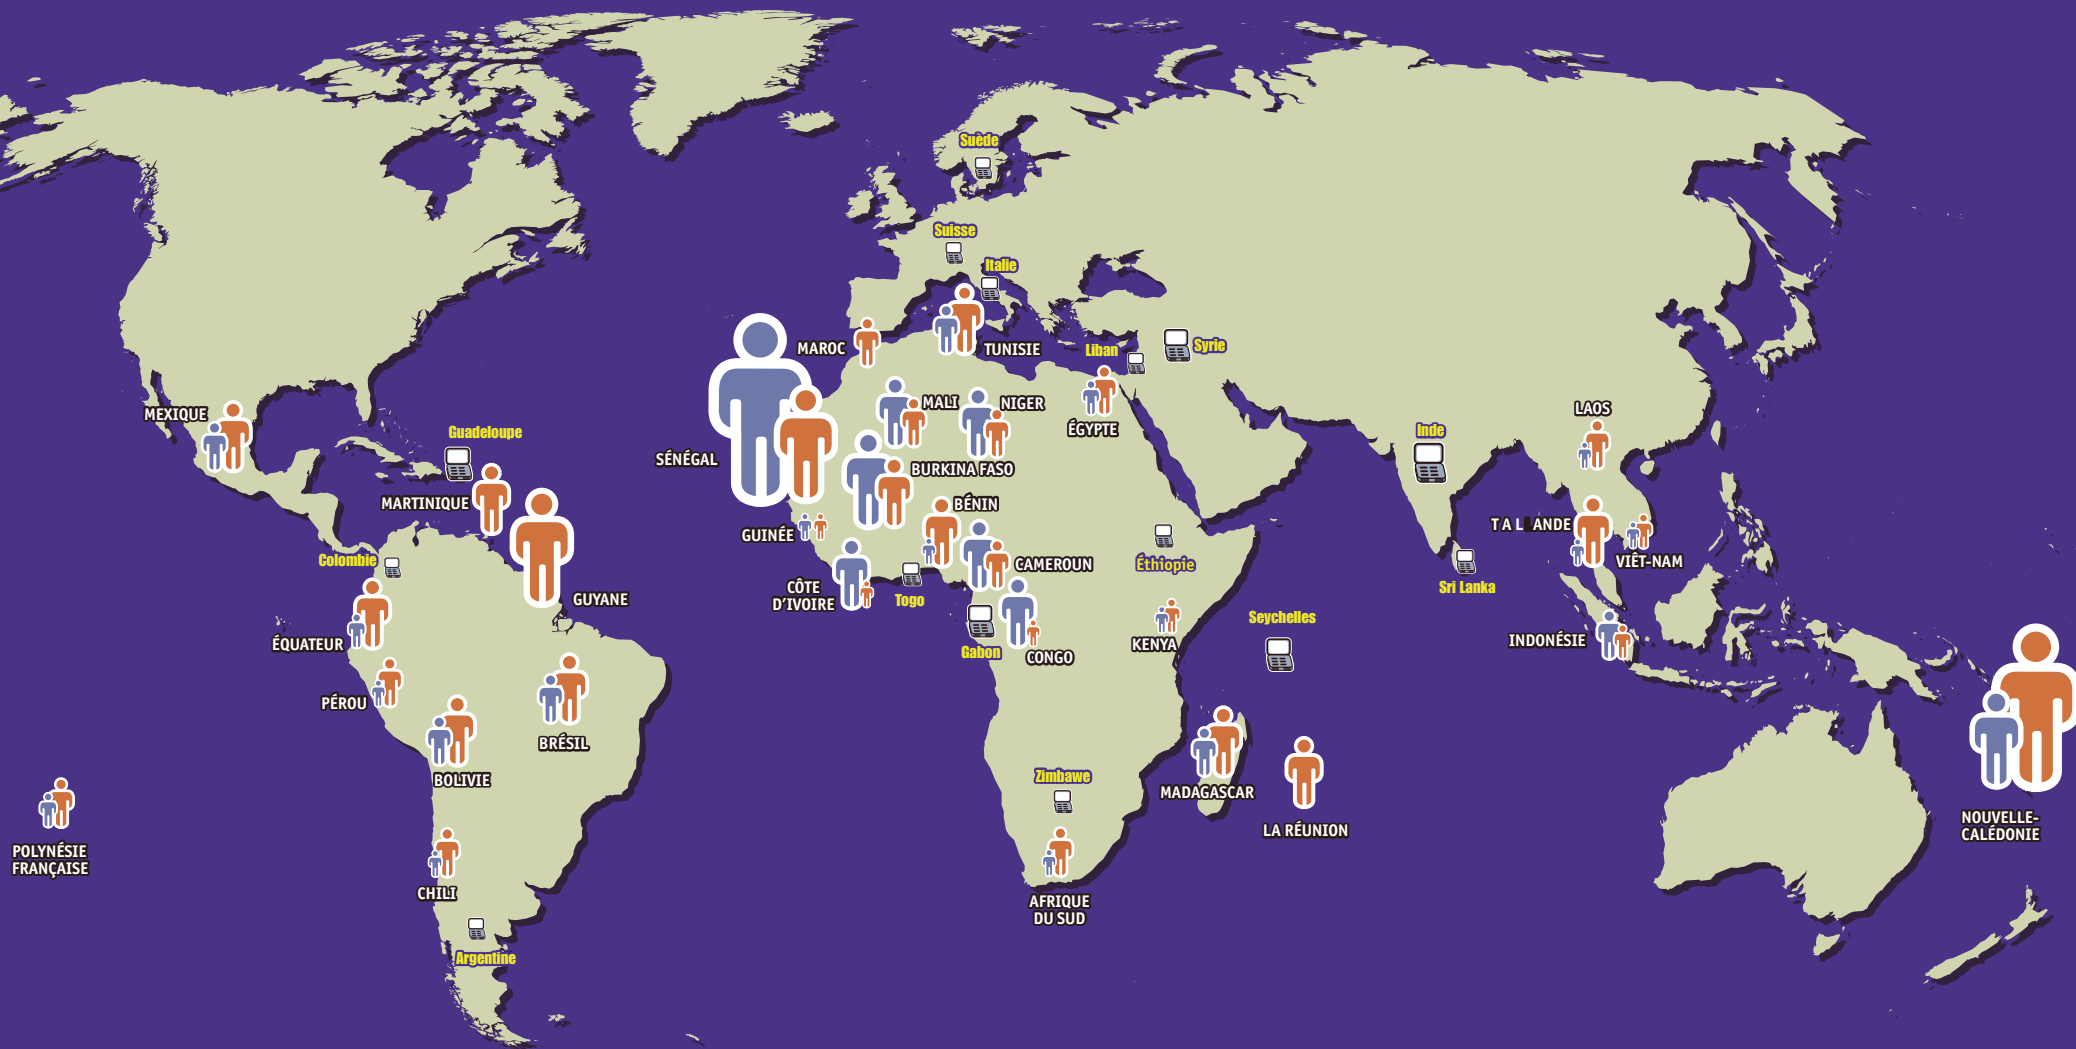 Suède
Suisse
Italie
MAROC
TUNISIE
Liban
Syrie
MEXIQUE
MALI
NIGER
LAOS
Guadeloupe
ÉGYPTE
Inde
SÉNÉGAL
BURKINA FASO
MARTINIQUE
BÉNIN
GUINÉE
TAL ANDE
Colombie
CAMEROUN
Éthiopie
VIÊT-NAM
CÔTE
D'IVOIRE
Togo
GUYANE
Sri Lanka
Seychelles
ÉQUATEUR
Gabon
CONGO
KENYA
INDONÉSIE
PÉROU
BRÉSIL
BOLIVIE
Zimbawe
MADAGASCAR
LA RÉUNION
NOUVELLE-
CALÉDONIE
POLYNÉSIE
FRANÇAISE
CHILI
AFRIQUE
DU SUD
Argentine